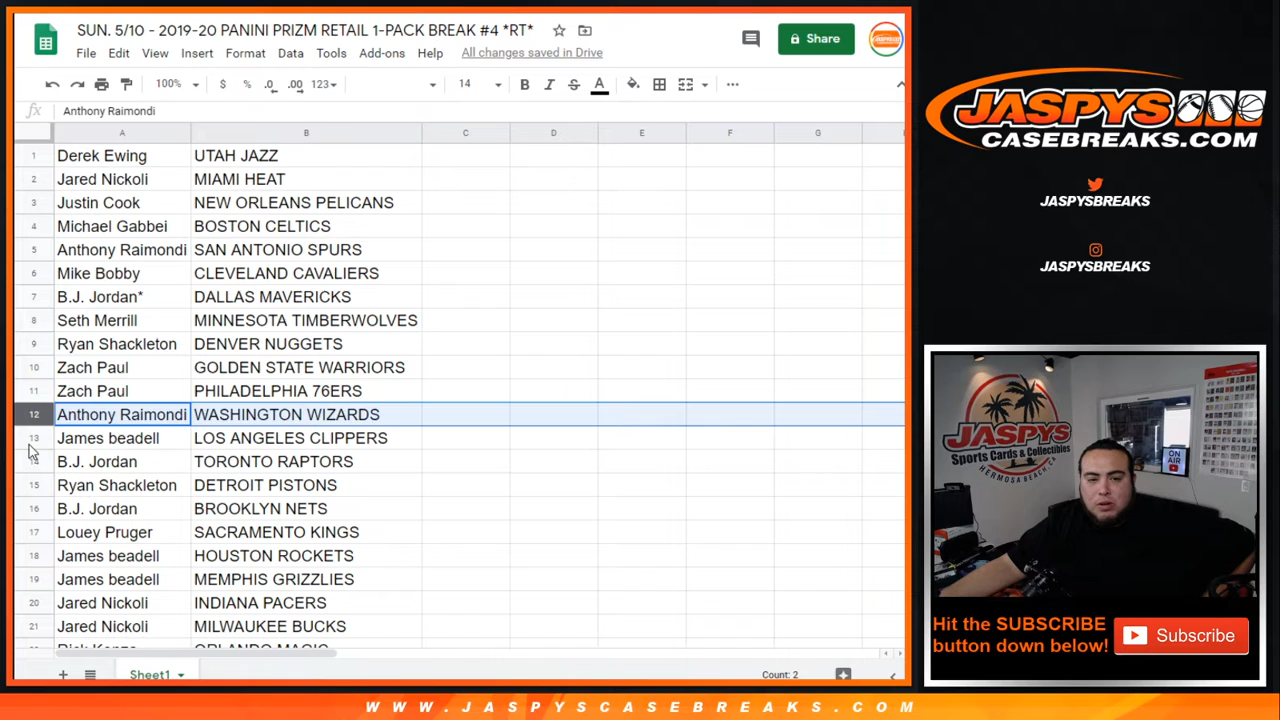 SUN. 5/10 - 2019-20 PANINI PRIZM RETAIL 1-PACK BREAK #4 *RT*
File Edit View Insert Format Data Tools Add-ons Help All changes saved in Drive
Share
100% $ % .0 .00 123 14 B I S A
fx Anthony Raimondi
A B C D E F G
1 Derek Ewing UTAH JAZZ
2 Jared Nickoli MIAMI HEAT
3 Justin Cook NEW ORLEANS PELICANS
4 Michael Gabbei BOSTON CELTICS
5 Anthony Raimondi SAN ANTONIO SPURS
6 Mike Bobby CLEVELAND CAVALIERS
7 B.J. Jordan* DALLAS MAVERICKS
8 Seth Merrill MINNESOTA TIMBERWOLVES
9 Ryan Shackleton DENVER NUGGETS
10 Zach Paul GOLDEN STATE WARRIORS
11 Zach Paul PHILADELPHIA 76ERS
12 Anthony Raimondi WASHINGTON WIZARDS
13 James beadell LOS ANGELES CLIPPERS
14 B.J. Jordan TORONTO RAPTORS
15 Ryan Shackleton DETROIT PISTONS
16 B.J. Jordan BROOKLYN NETS
17 Louey Pruger SACRAMENTO KINGS
18 James beadell HOUSTON ROCKETS
19 James beadell MEMPHIS GRIZZLIES
20 Jared Nickoli INDIANA PACERS
21 Jared Nickoli MILWAUKEE BUCKS
ORLANDO MAGIC
Sheet1
Count: 2
JASPYS
CASEBREAKS.COM
JASPYSBREAKS
JASPYSBREAKS
JASPYS
Sports Cards & Collectibles
HERMOSA BEACH CA
ON AIR
Hit the SUBSCRIBE
button down below!
Subscribe
WWW.JASPYSCASEBREAKS.COM